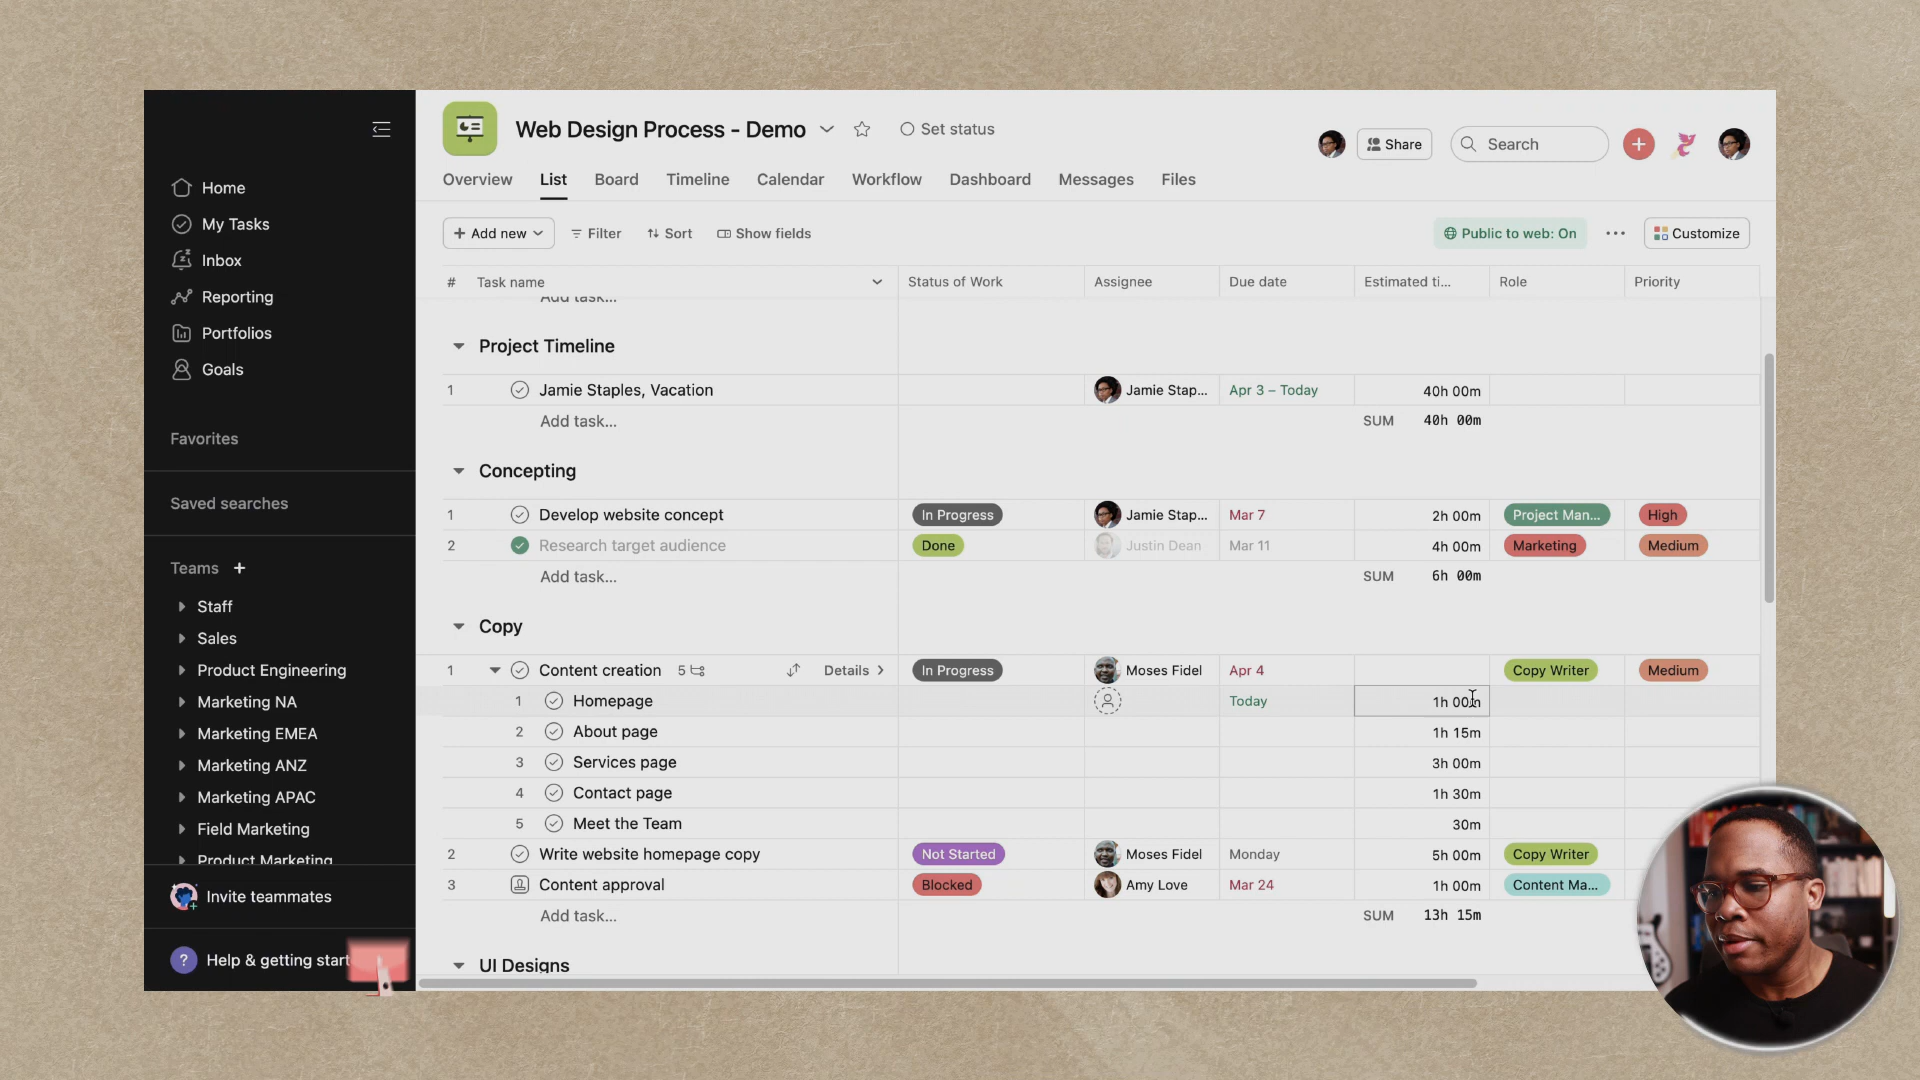 Web Design Process - Demo
Set status
Share
Search
Overview List Board Timeline Calendar Workflow Dashboard Messages Files
Home
My Tasks
Inbox
Reporting
Portfolios
Goals
Favorites
Saved searches
Teams +
Staff
Sales
Product Engineering
Marketing NA
Marketing EMEA
Marketing ANZ
Marketing APAC
Field Marketing
Product Marketing
Invite teammates
? Help & getting start
+ Add new Filter Sort Show fields Public to web: On ... Customize
# Task name Status of Work Assignee Due date Estimated ti... Role Priority
Add task...
Project Timeline
1 Jamie Staples, Vacation Jamie Stap... Apr 3 – Today 40h 00m
Add task... SUM 40h 00m
Concepting
1 Develop website concept In Progress Jamie Stap... Mar 7 2h 00m Project Man... High
2 Research target audience Done Justin Dean Mar 11 4h 00m Marketing Medium
Add task... SUM 6h 00m
Copy
1 Content creation 5 Details > In Progress Moses Fidel Apr 4 Copy Writer Medium
1 Homepage Today 1h 00m
2 About page 1h 15m
3 Services page 3h 00m
4 Contact page 1h 30m
5 Meet the Team 30m
2 Write website homepage copy Not Started Moses Fidel Monday 5h 00m Copy Writer
3 Content approval Blocked Amy Love Mar 24 1h 00m Content Ma...
Add task... SUM 13h 15m
UI Designs